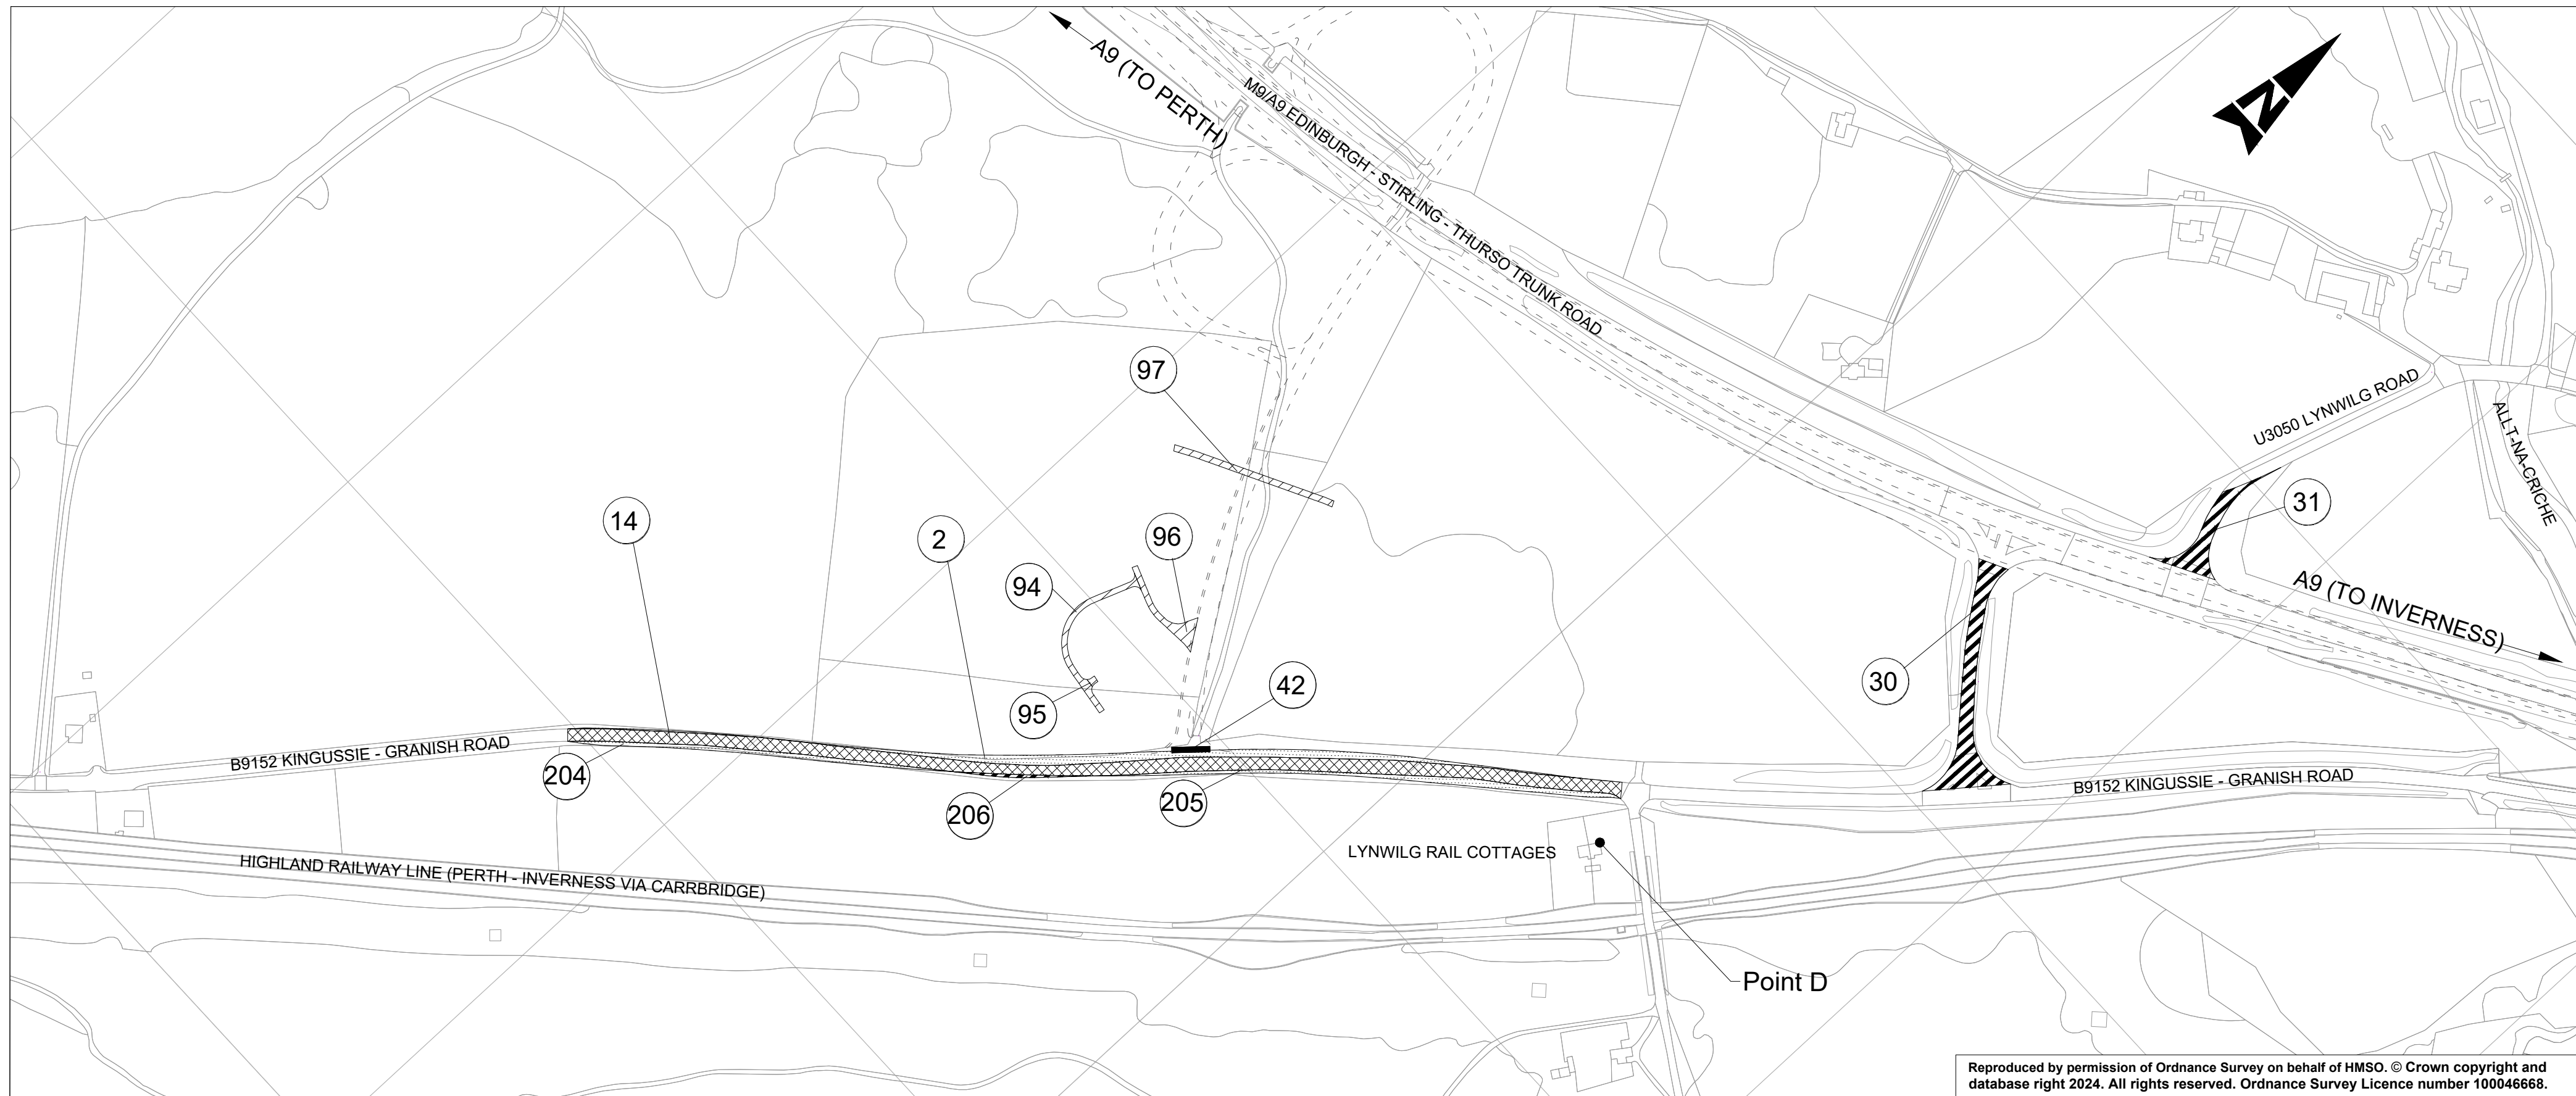 A9 (TO PERTH)
M9/A9 EDINBURGH - STIRLING - THURSO TRUNK ROAD
N
97
U3050 LYNWILG ROAD
ALLT-NA-CRICHE
14
2
96
94
31
A9 (TO INVERNESS)
42
30
95
B9152 KINGUSSIE - GRANISH ROAD
204
206
205
B9152 KINGUSSIE - GRANISH ROAD
LYNWILG RAIL COTTAGES
HIGHLAND RAILWAY LINE (PERTH - INVERNESS VIA CARRBRIDGE)
Point D
Reproduced by permission of Ordnance Survey on behalf of HMSO. © Crown copyright and
database right 2024. All rights reserved. Ordnance Survey Licence number 100046668.